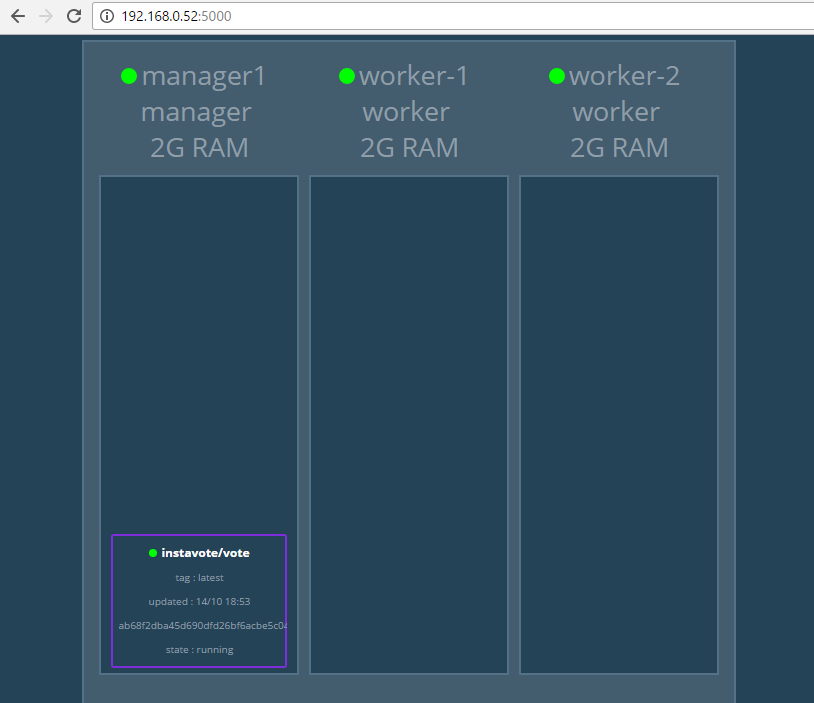 192.168.0.52:5000
manager1
manager
2G RAM
worker-1
worker
2G RAM
worker-2
worker
2G RAM
instavote/vote
tag : latest
updated : 14/10 18:53
ab68f2dba45d690dfd26bf6acbe5c04
state : running